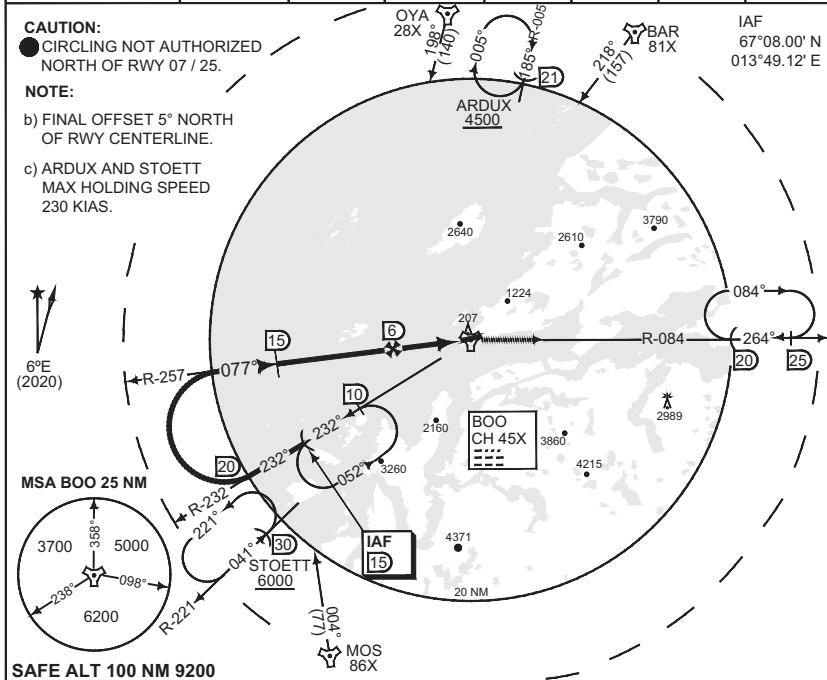 CAUTION:
CIRCLING NOT AUTHORIZED
NORTH OF RWY 07 / 25.
NOTE:
b) FINAL OFFSET 5° NORTH
OF RWY CENTERLINE.
c) ARDUX AND STOETT
MAX HOLDING SPEED
230 KIAS.
OYA
28X
198°
(140)
005°
R-005
185°
21
ARDUX
4500
BAR
81X
218°
(157)
IAF
67°08.00' N
013°49.12' E
2640
2610
3790
1224
207
6°E
(2020)
R-257
077°
15
6
R-084
084°
264°
20
25
10
232°
232°
052°
20
R-232
2160
3260
BOO
CH 45X
3860
2989
4215
4371
IAF
15
221°
041°
30
STOETT
6000
R-221
004°
(77)
MOS
86X
20 NM
MSA BOO 25 NM
3700
358°
5000
238°
098°
6200
SAFE ALT 100 NM 9200